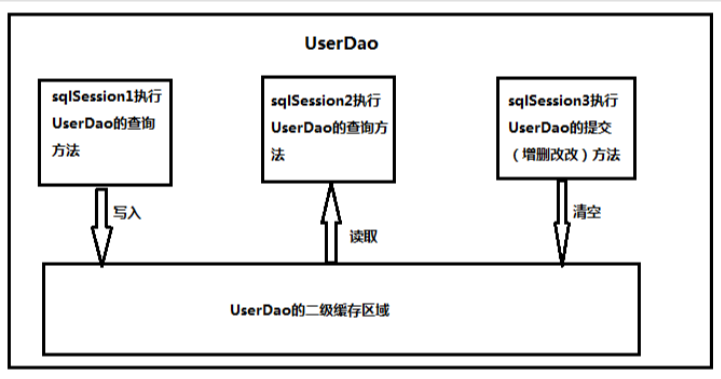 UserDao
sqlSession1执行
UserDao的查询
方法
sqlSession2执行
UserDao的查询方
法
sqlSession3执行
UserDao的提交
（增删改改）方法
写入
读取
清空
UserDao的二级缓存区域